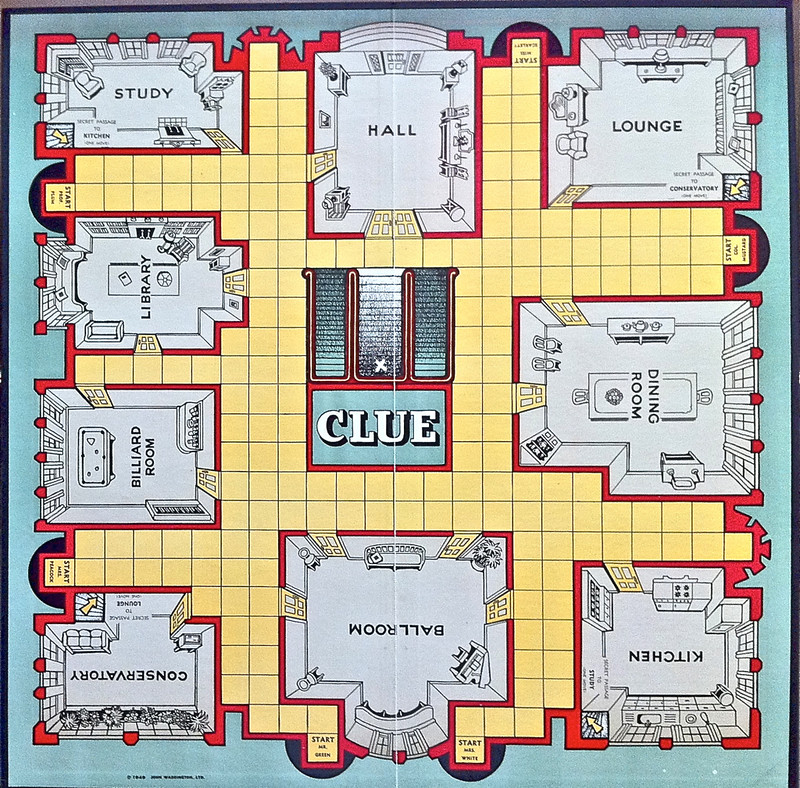 START
MISS
SCARLETT
STUDY
HALL
LOUNGE
SECRET PASSAGE
TO
KITCHEN
(ONE MOVE)
SECRET PASSAGE
TO
CONSERVATORY
(ONE MOVE)
START
PROF.
PLUM
START
COL.
MUSTARD
LIBRARY
X
DINING
ROOM
CLUE
BILLIARD
ROOM
START
MRS.
PEACOCK
SECRET PASSAGE
TO
LOUNGE
(ONE MOVE)
BALLROOM
CONSERVATORY
KITCHEN
SECRET PASSAGE
TO
STUDY
(ONE MOVE)
START
MR.
GREEN
START
MRS.
WHITE
© 1949 JOHN WADDINGTON, LTD.